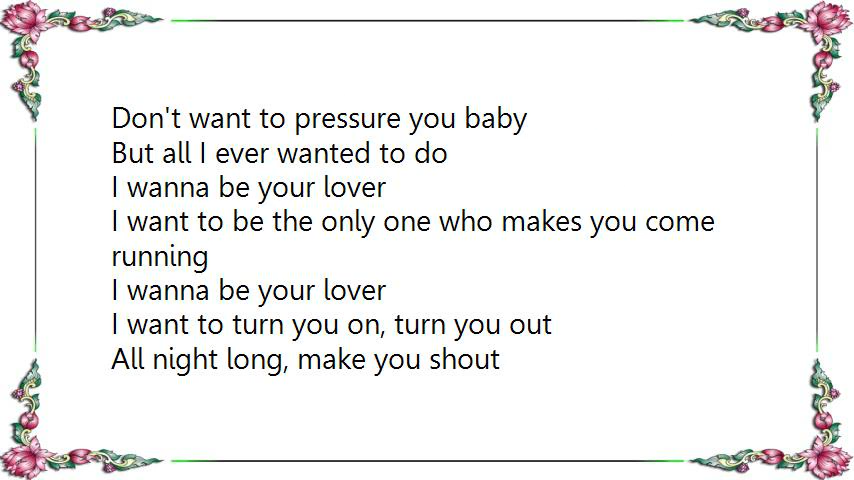 Don't want to pressure you baby
But all I ever wanted to do
I wanna be your lover
I want to be the only one who makes you come
running
I wanna be your lover
I want to turn you on, turn you out
All night long, make you shout